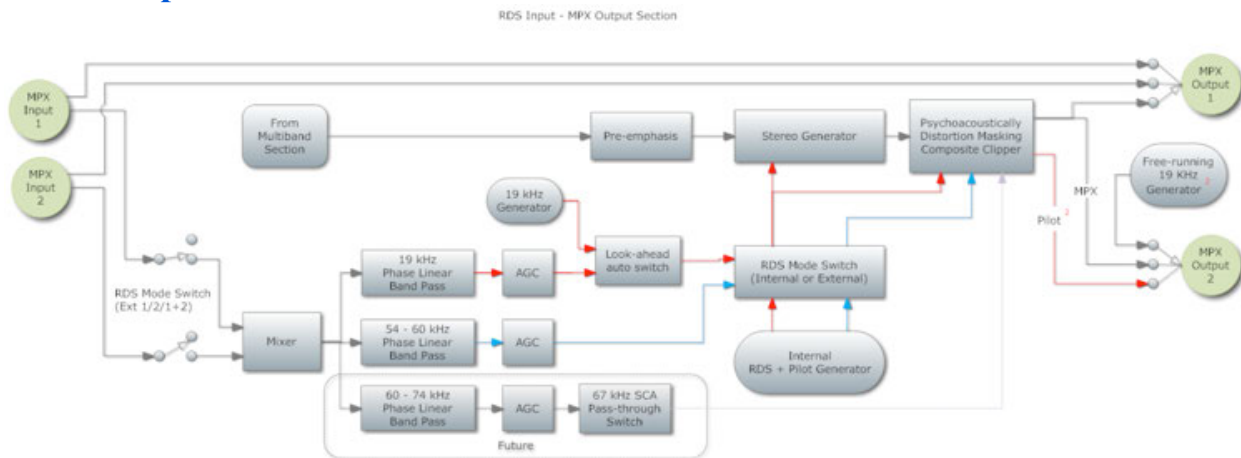 RDS Input - MPX Output Section
MPX
Input
1
MPX
Input
2
From
Multiband
Section
Pre-emphasis
Stereo Generator
Psychoacoustically
Distortion Masking
Composite Clipper
MPX
Output
1
Free-running
19 KHz
Generator 2
MPX
Pilot 2
MPX
Output
2
19 kHz
Generator
Look-ahead
auto switch
RDS Mode Switch
(Internal or External)
Internal
RDS + Pilot Generator
RDS Mode Switch
(Ext 1/2/1+2)
Mixer
19 kHz
Phase Linear
Band Pass
AGC
54 - 60 kHz
Phase Linear
Band Pass
AGC
60 - 74 kHz
Phase Linear
Band Pass
AGC
67 kHz SCA
Pass-through
Switch
Future